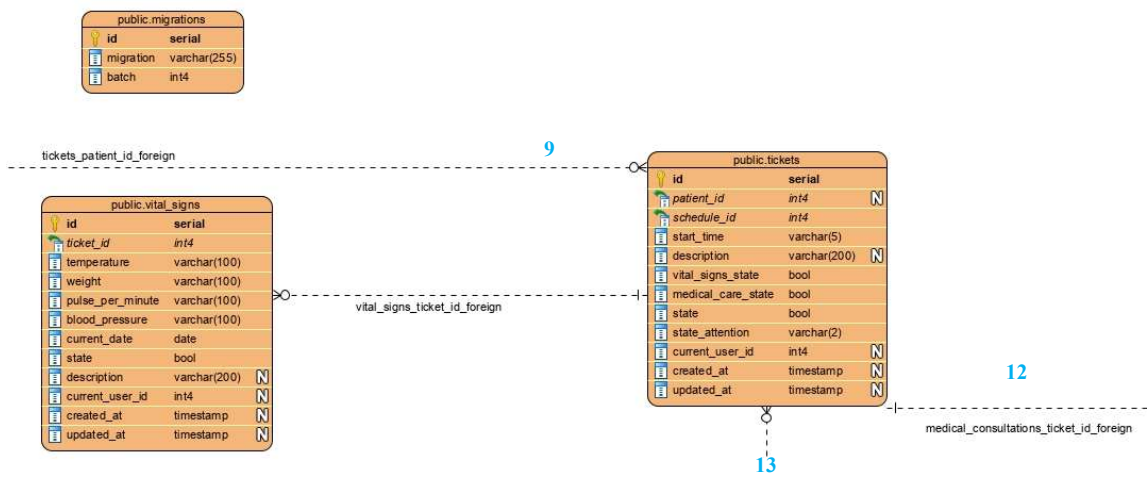 public.migrations
id serial
migration varchar(255)
batch int4
tickets_patient_id_foreign
9
public.tickets
id serial
patient_id int4 N
schedule_id int4
start_time varchar(5)
description varchar(200) N
vital_signs_state bool
medical_care_state bool
state bool
state_attention varchar(2)
current_user_id int4 N
created_at timestamp N
updated_at timestamp N
public.vital_signs
id serial
ticket_id int4
temperature varchar(100)
weight varchar(100)
pulse_per_minute varchar(100)
blood_pressure varchar(100)
current_date date
state bool
description varchar(200) N
current_user_id int4 N
created_at timestamp N
updated_at timestamp N
vital_signs_ticket_id_foreign
12
medical_consultations_ticket_id_foreign
13